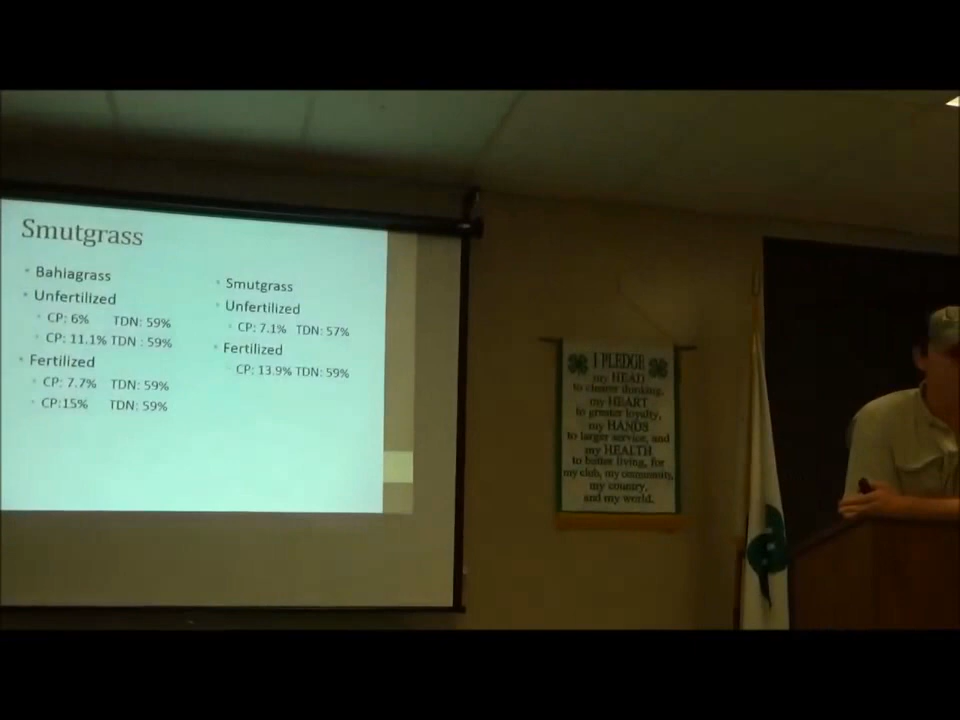 Smutgrass
Bahiagrass
Unfertilized
CP: 6% TDN: 59%
CP: 11.1% TDN : 59%
Fertilized
CP: 7.7% TDN: 59%
CP:15% TDN: 59%
Smutgrass
Unfertilized
CP: 7.1% TDN: 57%
Fertilized
CP: 13.9% TDN: 59%
I PLEDGE
my HEAD
to clearer thinking,
my HEART
to greater loyalty,
my HANDS
to larger service, and
my HEALTH
to better living, for
my club, my community,
my country,
and my world.